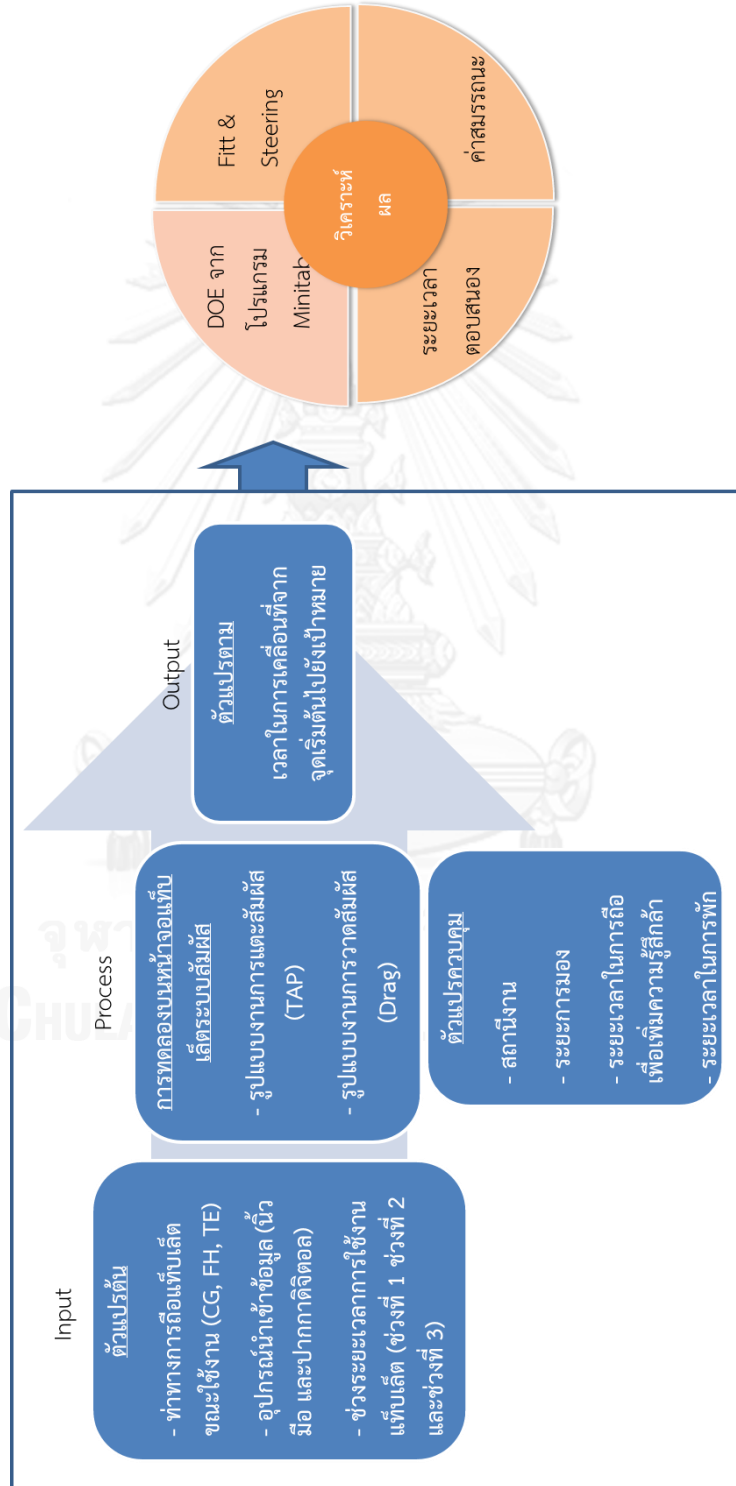 Input
ตัวแปรต้น
- ท่าทางการถือแท็บเล็ต
ขณะใช้งาน (CG, FH, TE)
- อุปกรณ์นำเข้าข้อมูล (นิ้ว
มือ และปากกาดิจิตอล)
- ช่วงระยะเวลาการใช้งาน
แท็บเล็ต (ช่วงที่ 1 ช่วงที่ 2
และช่วงที่ 3)
Process
การทดลองบนหน้าจอแท็บ
เล็ตระบบสัมผัส
- รูปแบบงานการแตะสัมผัส
(TAP)
- รูปแบบงานการวาดสัมผัส
(Drag)
ตัวแปรควบคุม
- สถานีงาน
- ระยะการมอง
- ระยะเวลาในการถือ
เพื่อเพิ่มความรู้สึกล้า
- ระยะเวลาในการพัก
Output
ตัวแปรตาม
เวลาในการเคลื่อนที่จาก
จุดเริ่มต้นไปยังเป้าหมาย
DOE จาก
โปรแกรม
Minitab
Fitt &
Steering
วิเคราะห์
ผล
ระยะเวลา
ตอบสนอง
ค่าสมรรถนะ
จุฬา
CHULA